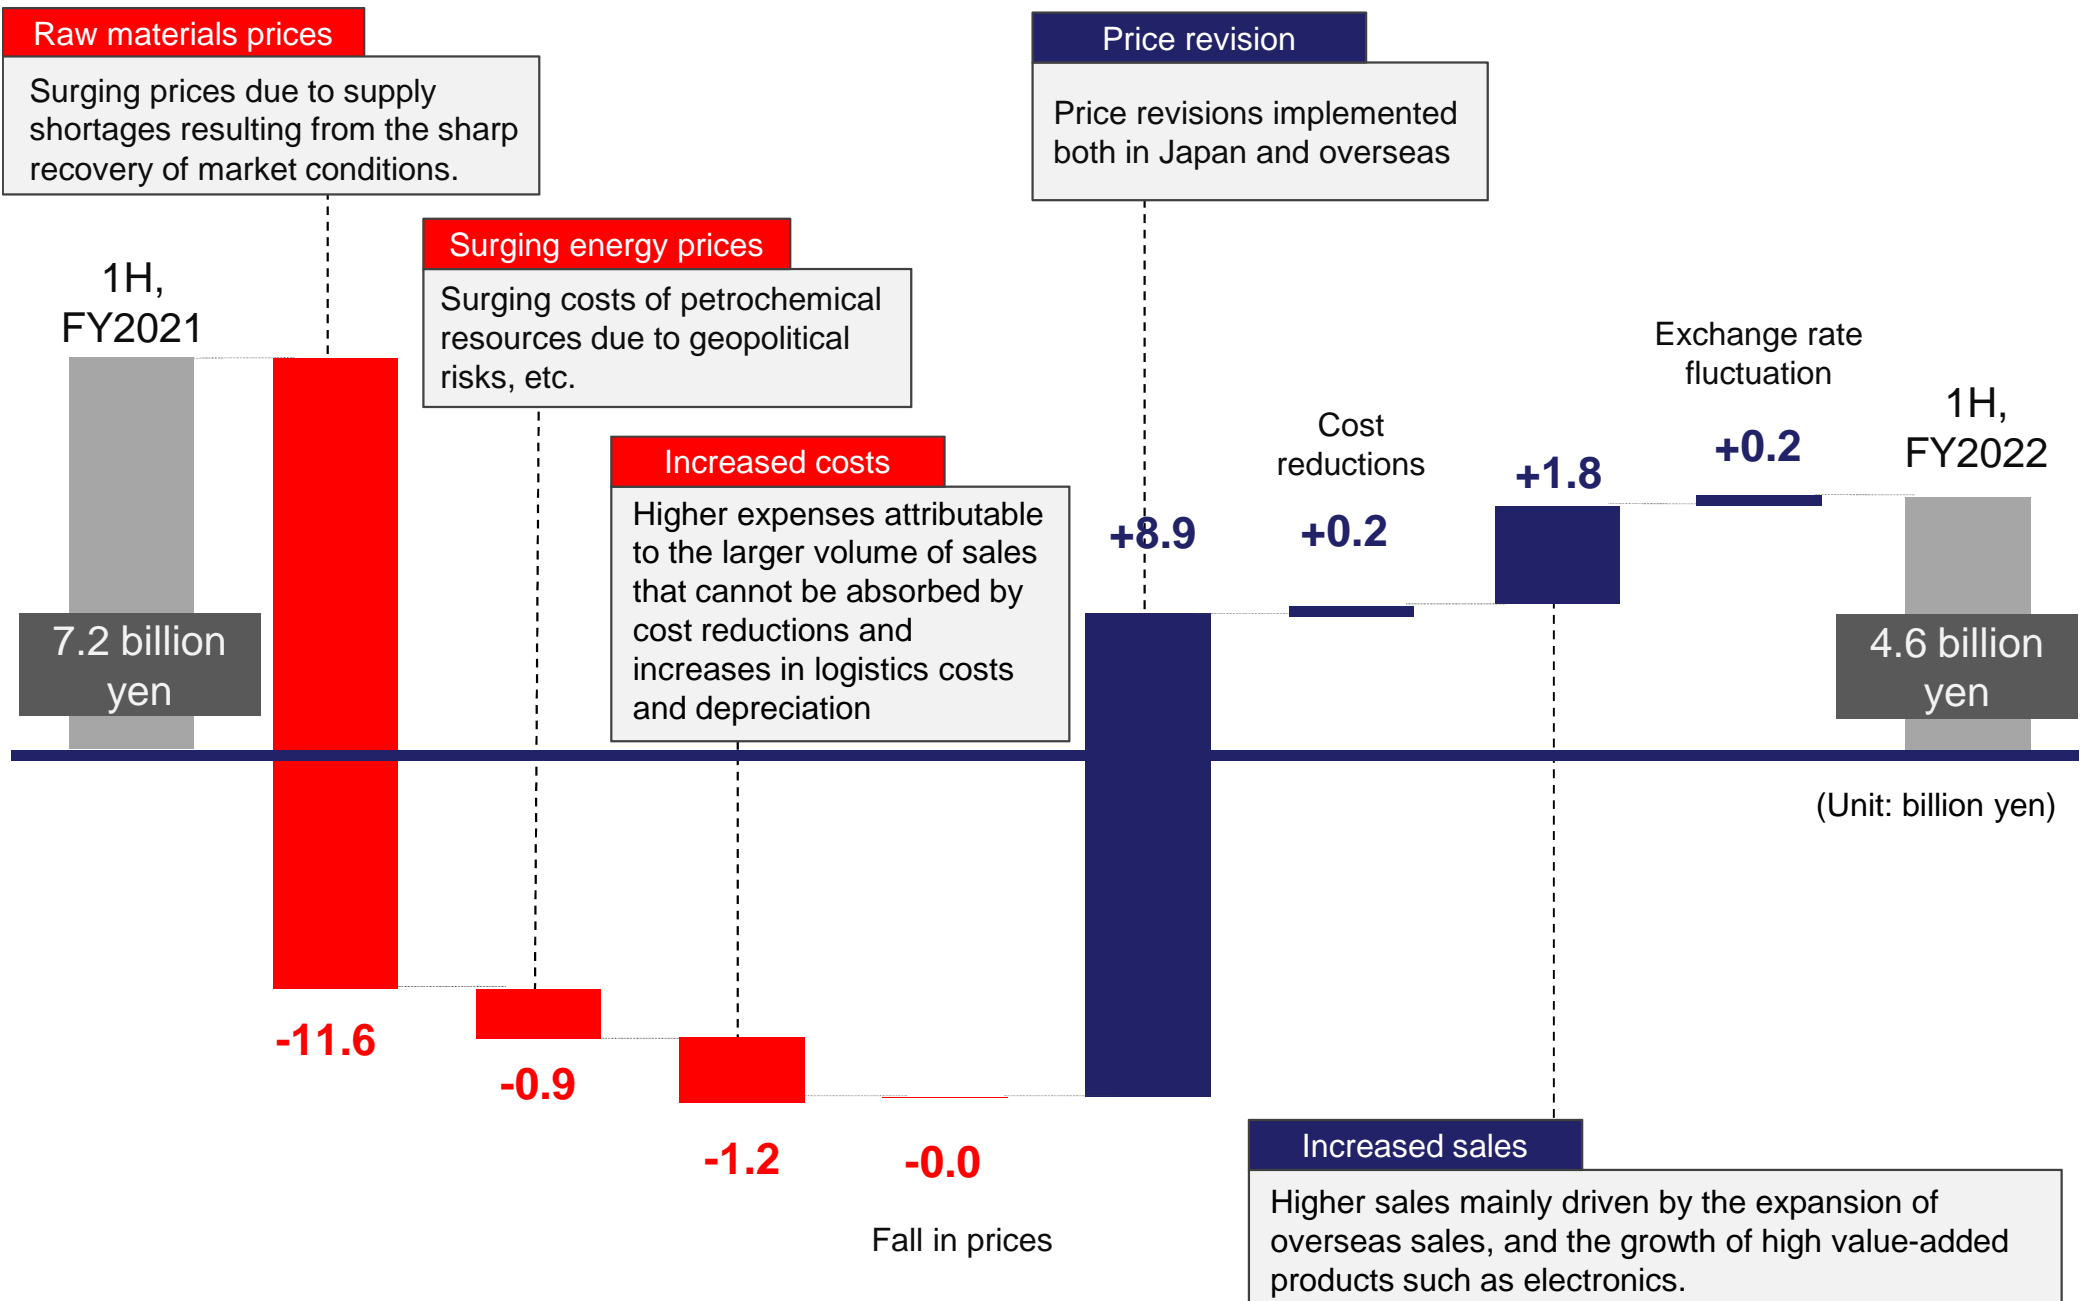 Raw materials prices
Surging prices due to supply
shortages resulting from the sharp
recovery of market conditions.
Price revision
Price revisions implemented
both in Japan and overseas
Surging energy prices
Surging costs of petrochemical
resources due to geopolitical
risks, etc.
1H,
FY2021
7.2 billion
yen
Increased costs
Higher expenses attributable
to the larger volume of sales
that cannot be absorbed by
cost reductions and
increases in logistics costs
and depreciation
+8.9
Cost
reductions
+0.2
+1.8
Exchange rate
fluctuation
+0.2
1H,
FY2022
4.6 billion
yen
(Unit: billion yen)
-11.6
-0.9
-1.2
-0.0
Fall in prices
Increased sales
Higher sales mainly driven by the expansion of
overseas sales, and the growth of high value-added
products such as electronics.